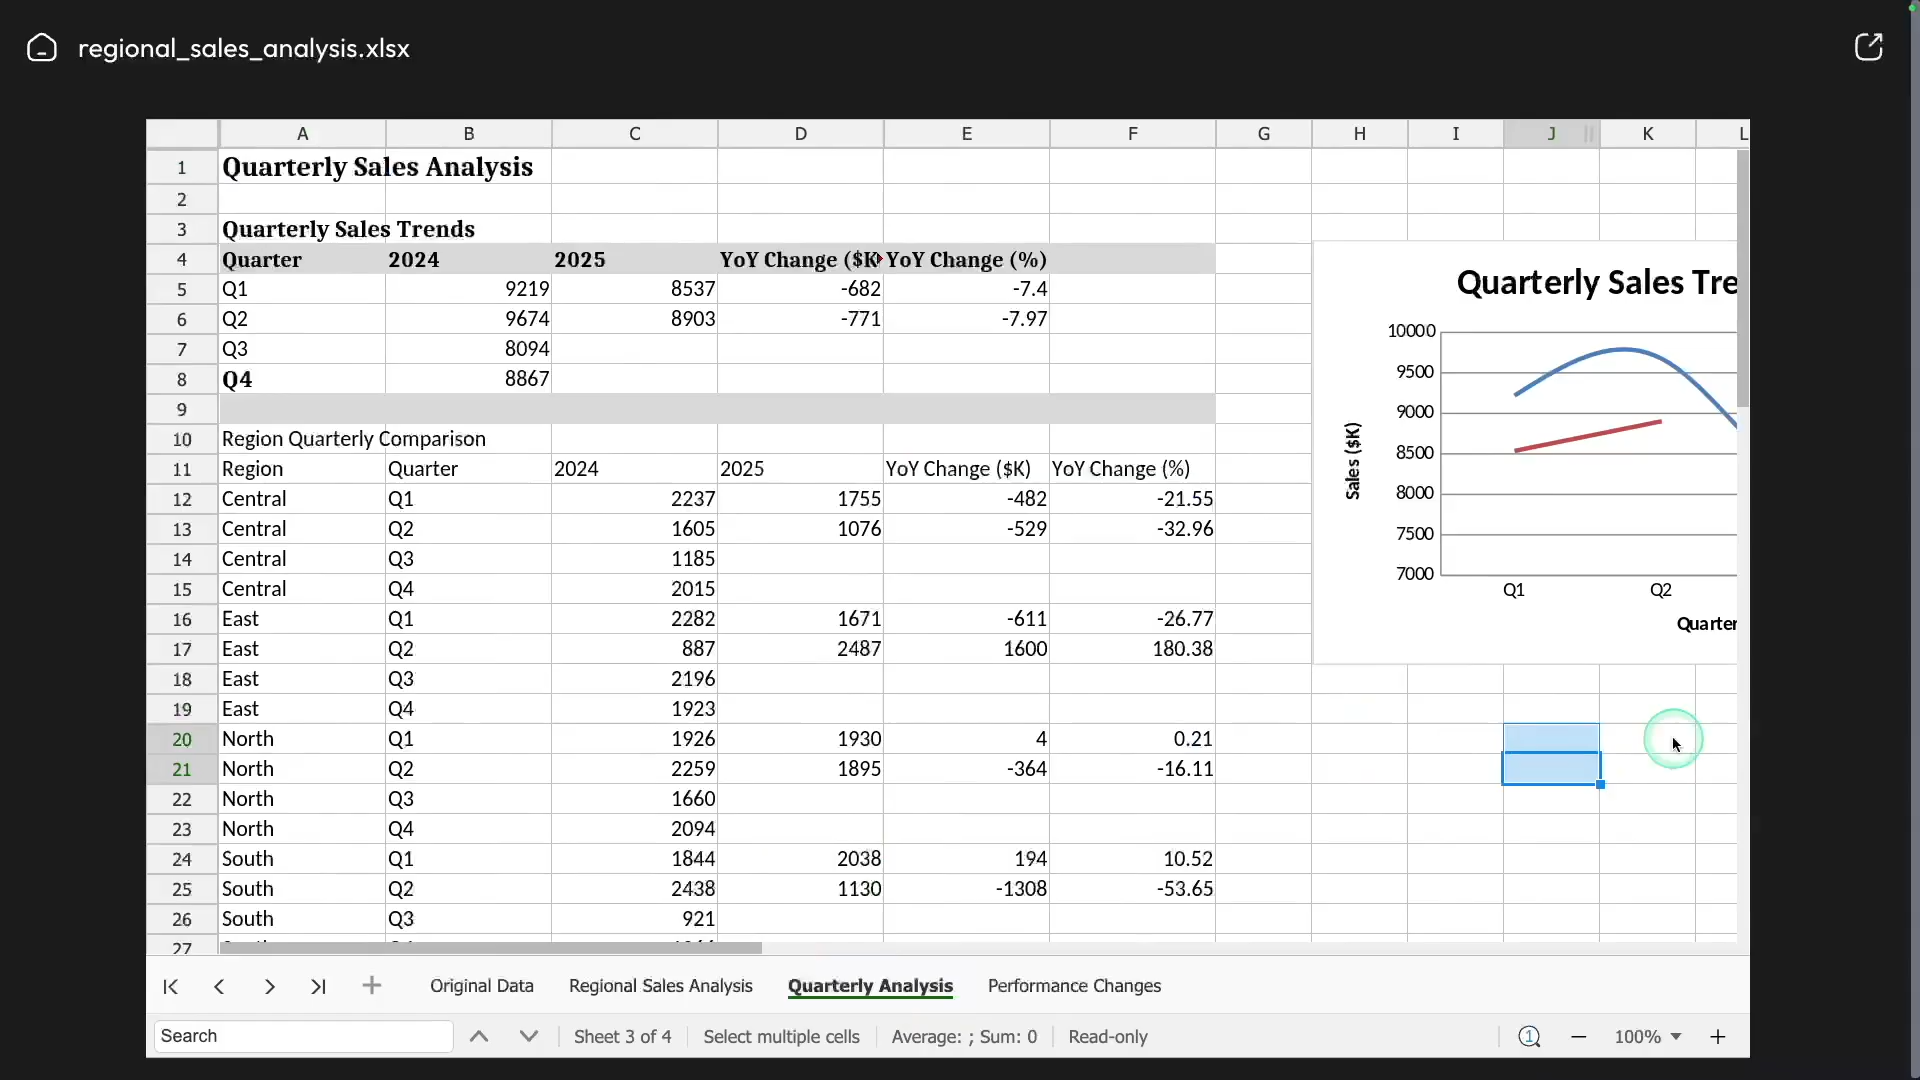 regional_sales_analysis.xlsx
A B C D E F G H I J K L
1 Quarterly Sales Analysis
2
3 Quarterly Sales Trends
4 Quarter 2024 2025 YoY Change ($K YoY Change (%)
5 Q1 9219 8537 -682 -7.4
6 Q2 9674 8903 -771 -7.97
7 Q3 8094
8 Q4 8867
9
10 Region Quarterly Comparison
11 Region Quarter 2024 2025 YoY Change ($K) YoY Change (%)
12 Central Q1 2237 1755 -482 -21.55
13 Central Q2 1605 1076 -529 -32.96
14 Central Q3 1185
15 Central Q4 2015
16 East Q1 2282 1671 -611 -26.77
17 East Q2 887 2487 1600 180.38
18 East Q3 2196
19 East Q4 1923
20 North Q1 1926 1930 4 0.21
21 North Q2 2259 1895 -364 -16.11
22 North Q3 1660
23 North Q4 2094
24 South Q1 1844 2038 194 10.52
25 South Q2 2438 1130 -1308 -53.65
26 South Q3 921
27
Quarterly Sales Tre
10000
9500
9000
8500
8000
7500
7000
Sales ($K)
Q1 Q2
Quarter
Original Data Regional Sales Analysis Quarterly Analysis Performance Changes
Search Sheet 3 of 4 Select multiple cells Average: ; Sum: 0 Read-only 1 100%